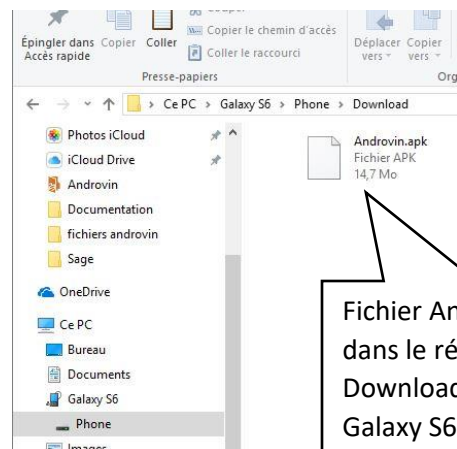 Couper
Épingler dans Copier Coller
Accès rapide
Copier le chemin d'accès
Coller le raccourci
Déplacer Copier
vers vers
Presse-papiers
Org
Ce PC > Galaxy S6 > Phone > Download
Photos iCloud
iCloud Drive
Androvin
Documentation
fichiers androvin
Sage
OneDrive
Ce PC
Bureau
Documents
Galaxy S6
Phone
Images
Androvin.apk
Fichier APK
14,7 Mo
Fichier An
dans le ré
Download
Galaxy S6